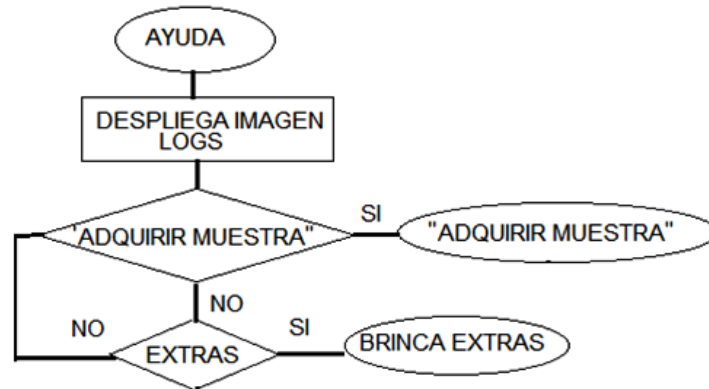 AYUDA
DESPLIEGA IMAGEN
LOGS
'ADQUIRIR MUESTRA"
SI
"ADQUIRIR MUESTRA"
NO
NO
EXTRAS
SI
BRINCA EXTRAS